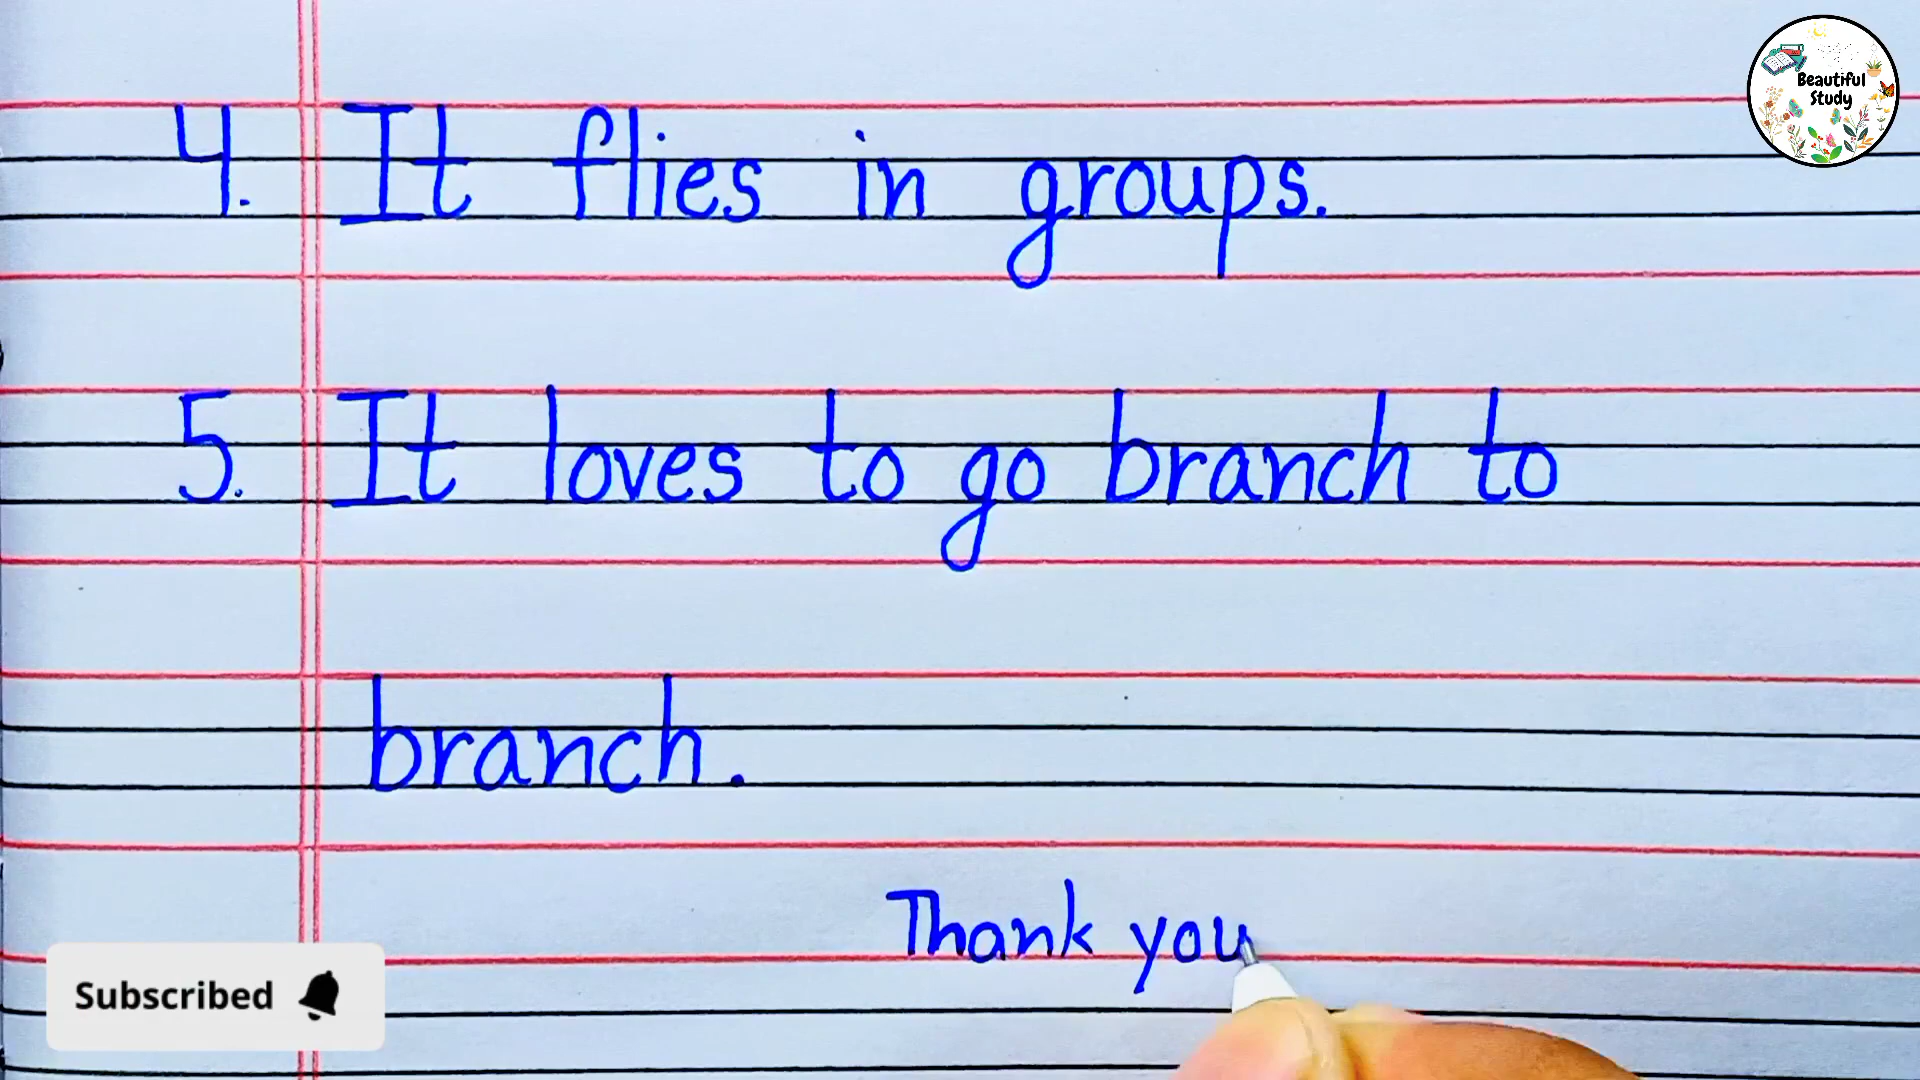 Beautiful
Study
4. It flies in groups.
5. It loves to go branch to
branch.
Thank you
Subscribed